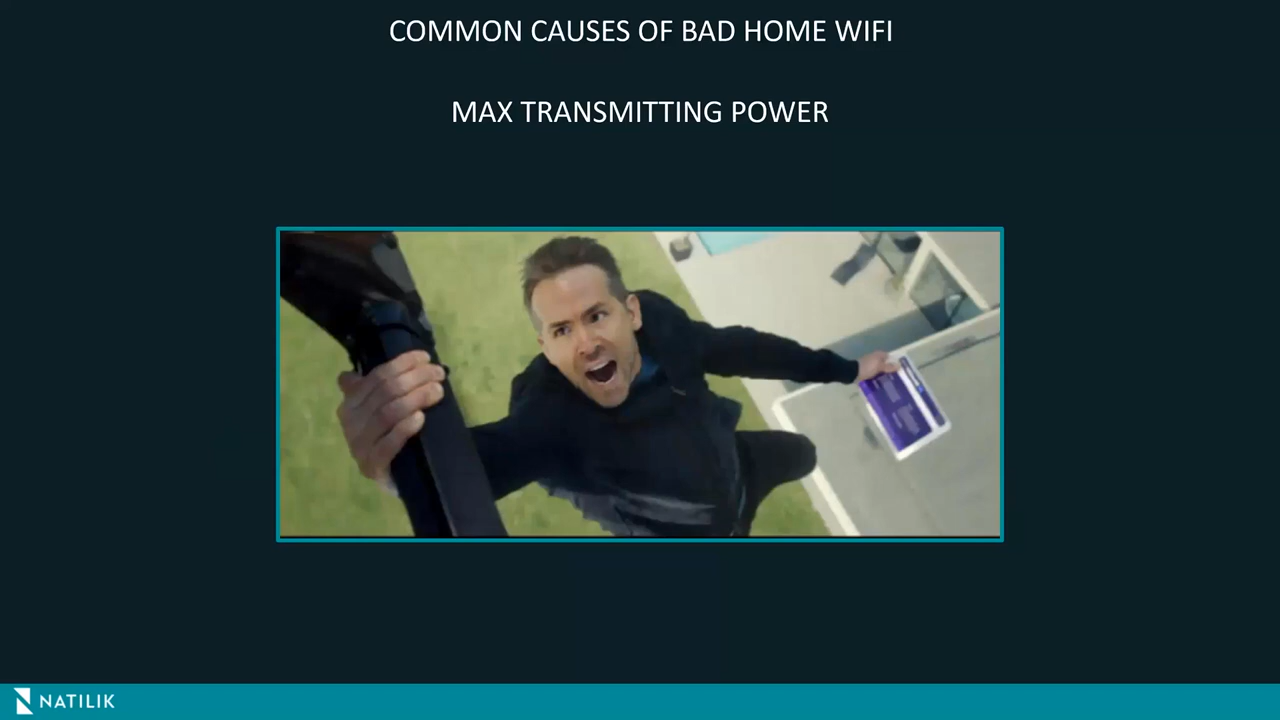 COMMON CAUSES OF BAD HOME WIFI
MAX TRANSMITTING POWER
NATILIK